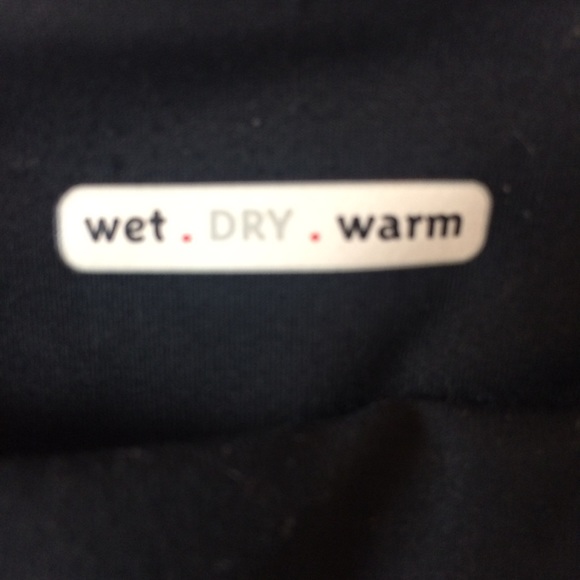 wet . DRY . warm